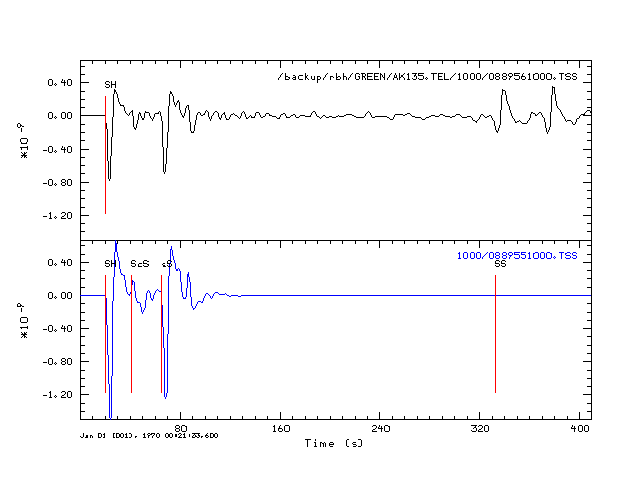 /backup/rbh/GREEN/AK135.TEL/1000/0889561000.TSS
SH
0.40
0.00
-0.40
-0.80
-1.20
*10 -9
1000/0889551000.TSS
SH ScS sS SS
0.40
0.00
-0.40
-0.80
-1.20
*10 -9
80 160 240 320 400
Jan 01 (001), 1970 00:21:33.600
Time (s)